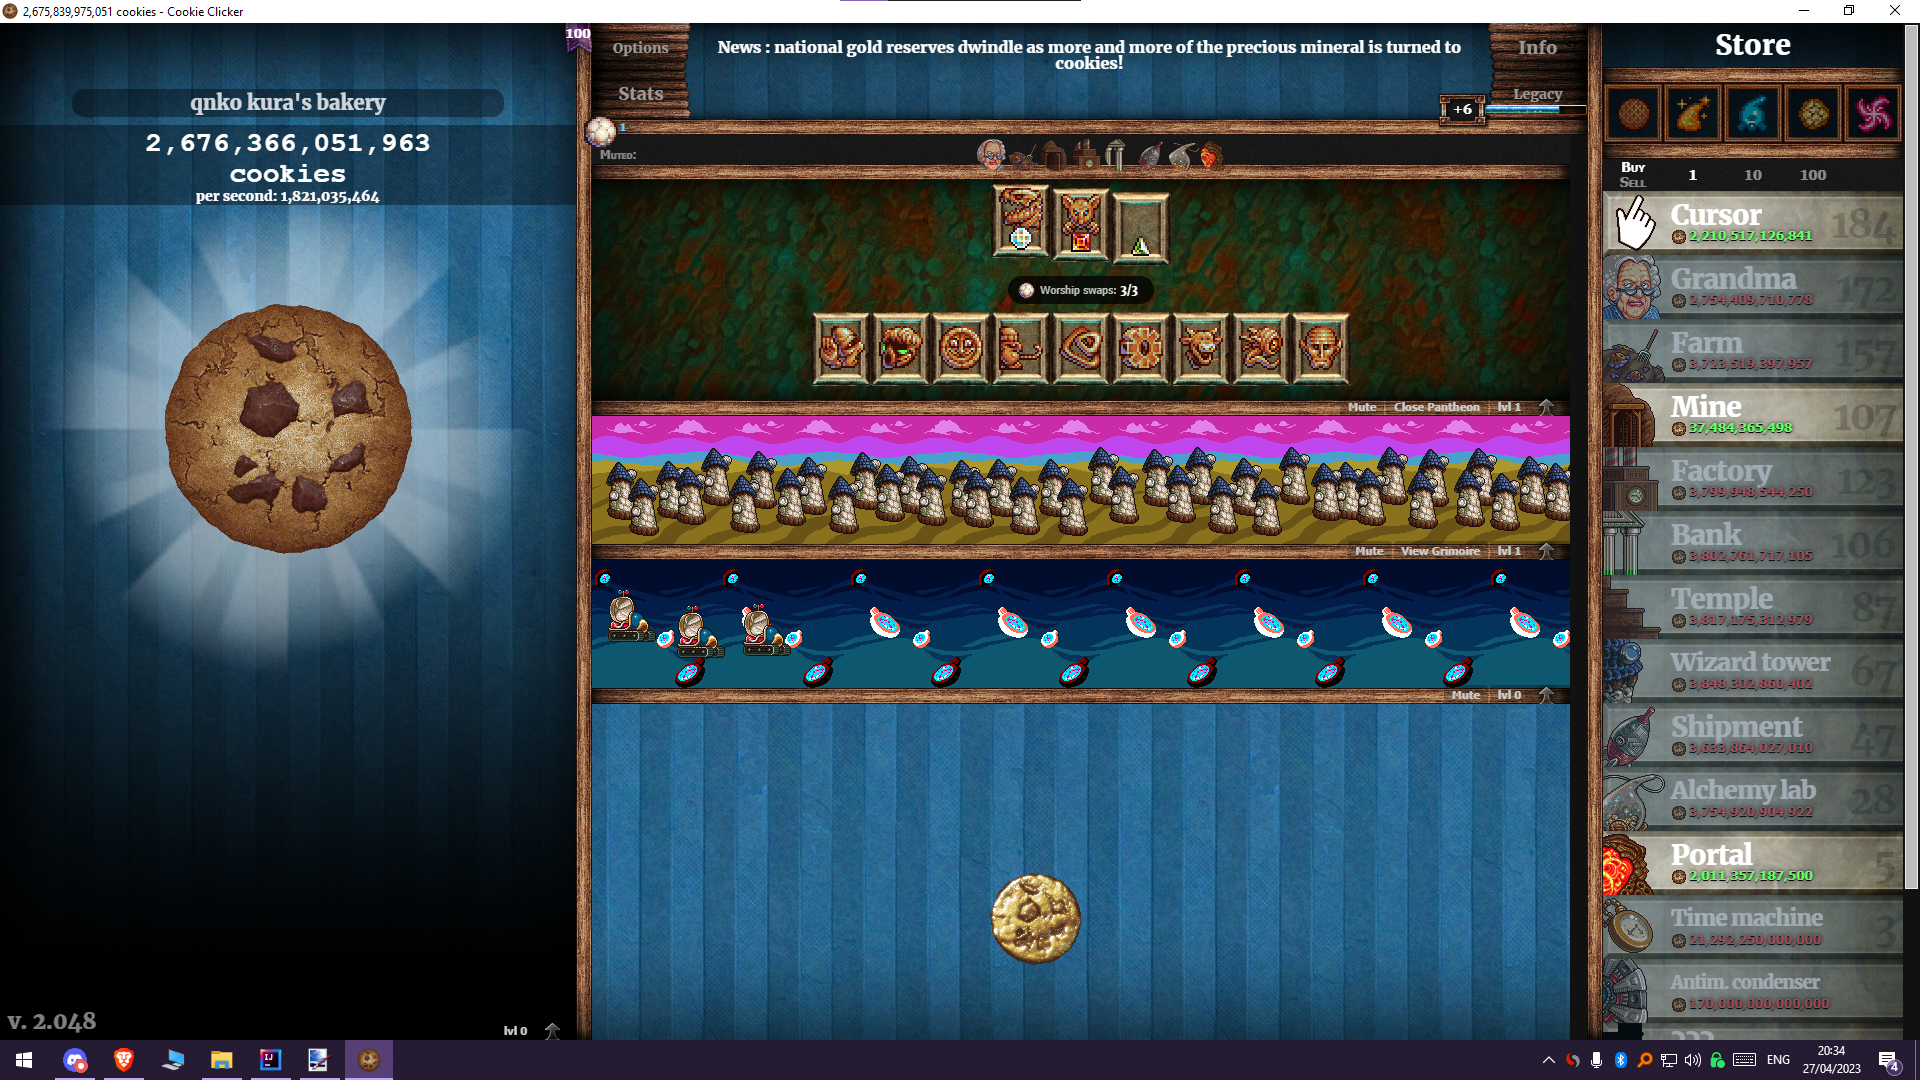 2,675,839,975,051 cookies - Cookie Clicker
100
Options
Stats
News : national gold reserves dwindle as more and more of the precious mineral is turned to
cookies!
Info
Legacy
+6
qnko kura's bakery
2,676,366,051,963
cookies
per second: 1,821,035,464
1
Muted:
Worship swaps: 3/3
Mute
Close Pantheon
lvl 1
Mute
View Grimoire
lvl 1
Mute
lvl 0
v. 2.048
lvl 0
Store
Buy
Sell
1
10
100
Cursor
2,210,517,126,841
184
Grandma
2,754,409,710,778
172
Farm
3,723,519,397,957
157
Mine
37,484,365,498
107
Factory
3,799,948,544,250
123
Bank
3,802,761,717,105
106
Temple
3,817,175,312,979
87
Wizard tower
3,848,302,860,402
67
Shipment
3,633,864,027,010
47
Alchemy lab
3,754,920,904,922
28
Portal
2,011,357,187,500
5
Time machine
21,292,250,000,000
3
Antim. condenser
170,000,000,000,000
???
ENG
20:34
27/04/2023
4